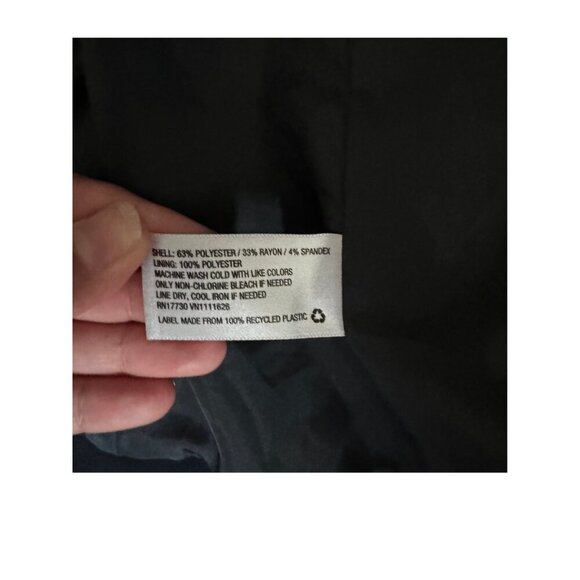 SHELL: 63% POLYESTER / 33% RAYON / 4% SPANDEX
LINING: 100% POLYESTER
MACHINE WASH COLD WITH LIKE COLORS
ONLY NON-CHLORINE BLEACH IF NEEDED
LINE DRY, COOL IRON IF NEEDED
RN17730 VN1111626
LABEL MADE FROM 100% RECYCLED PLASTIC